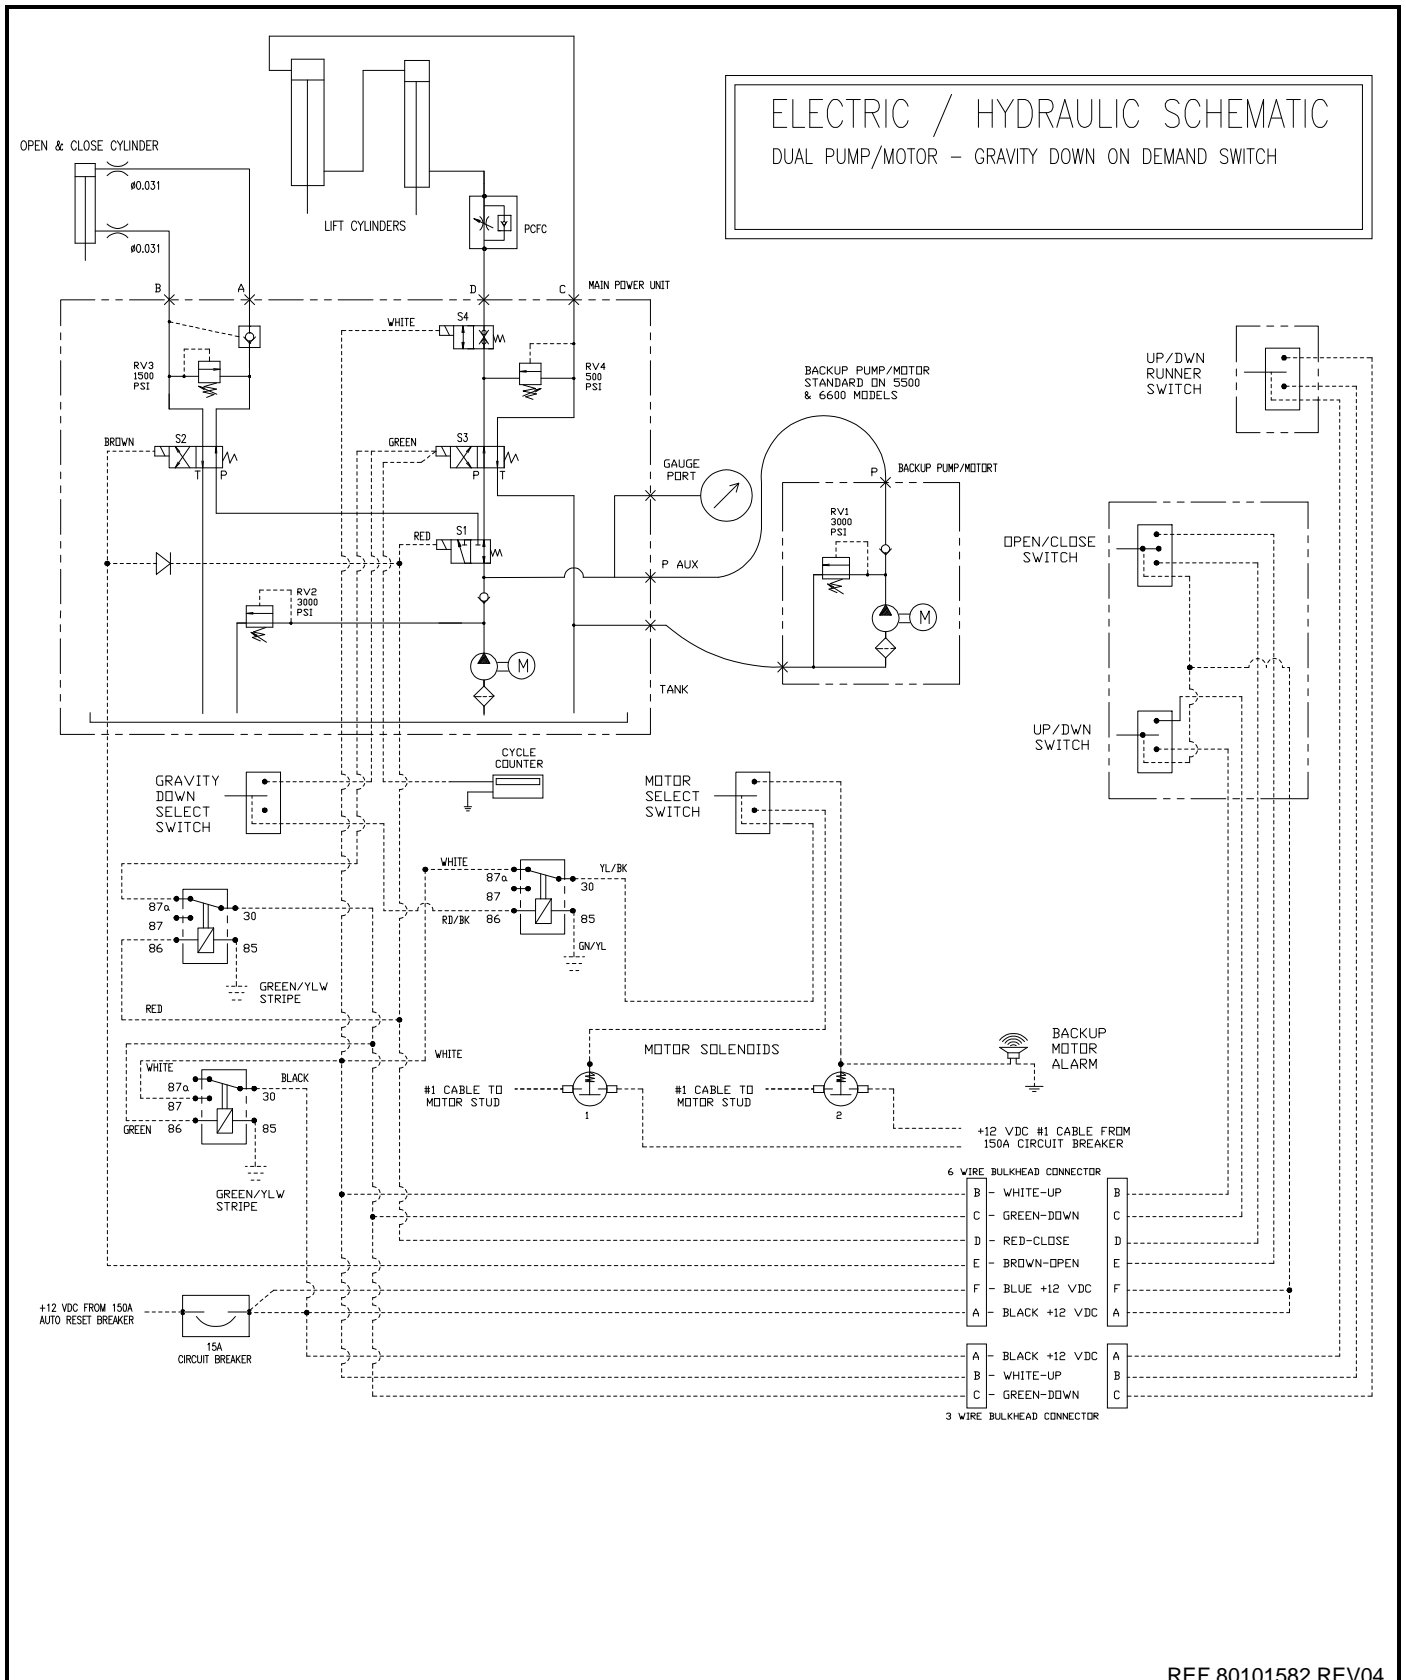 ELECTRIC / HYDRAULIC SCHEMATIC
DUAL PUMP/MOTOR – GRAVITY DOWN ON DEMAND SWITCH
OPEN & CLOSE CYLINDER
Ø0.031
Ø0.031
LIFT CYLINDERS
PCFC
B
A
D
C
MAIN POWER UNIT
WHITE
S4
RV3
1500
PSI
RV4
500
PSI
BROWN
S2
T
P
GREEN
S3
P
T
RED
S1
RV2
3000
PSI
M
GAUGE
PORT
P AUX
TANK
BACKUP PUMP/MOTOR
STANDARD ON 5500
& 6600 MODELS
P
BACKUP PUMP/MOTORT
RV1
3000
PSI
M
UP/DWN
RUNNER
SWITCH
OPEN/CLOSE
SWITCH
UP/DWN
SWITCH
GRAVITY
DOWN
SELECT
SWITCH
CYCLE
COUNTER
MOTOR
SELECT
SWITCH
WHITE
YL/BK
87a
30
87
RD/BK
86
85
GN/YL
87a
30
87
86
85
GREEN/YLW
STRIPE
RED
WHITE
WHITE
BLACK
87a
30
87
GREEN
86
85
GREEN/YLW
STRIPE
MOTOR SOLENOIDS
BACKUP
MOTOR
ALARM
#1 CABLE TO
MOTOR STUD
1
#1 CABLE TO
MOTOR STUD
2
+12 VDC #1 CABLE FROM
150A CIRCUIT BREAKER
6 WIRE BULKHEAD CONNECTOR
B – WHITE-UP B
C – GREEN-DOWN C
D – RED-CLOSE D
E – BROWN-OPEN E
F – BLUE +12 VDC F
A – BLACK +12 VDC A
+12 VDC FROM 150A
AUTO RESET BREAKER
15A
CIRCUIT BREAKER
A – BLACK +12 VDC A
B – WHITE-UP B
C – GREEN-DOWN C
3 WIRE BULKHEAD CONNECTOR
REF 80101582 REV04